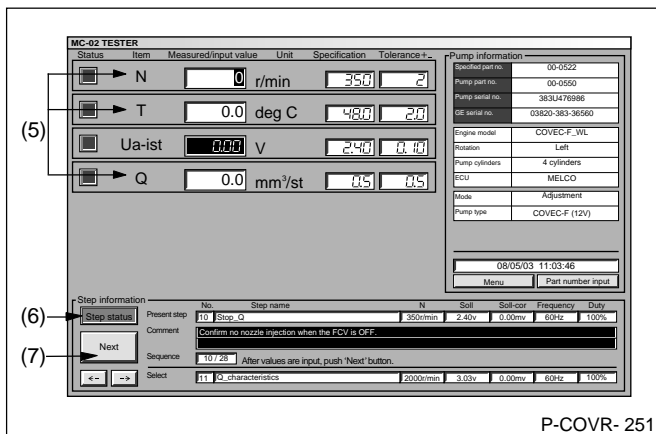 MC-02 TESTER
Status Item Measured/input value Unit Specification Tolerance+_
N 0 r/min 350 2
T 0.0 deg C 48.0 2.0
Ua-ist 0.00 V 2.40 0.10
Q 0.0 mm³/st 0.5 0.5
(5)
Pump information
Specified part no. 00-0522
Pump part no. 00-0550
Pump serial no. 383U476986
GE serial no. 03820-383-36560
Engine model COVEC-F_WL
Rotation Left
Pump cylinders 4 cylinders
ECU MELCO
Mode Adjustment
Pump type COVEC-F (12V)
08/05/03 11:03:46
Menu Part number input
Step information
No. Step name N Soll Soll-cor Frequency Duty
(6) Step status Present step 10 Stop_Q 350r/min 2.40v 0.00mv 60Hz 100%
Comment Confirm no nozzle injection when the FCV is OFF.
(7) Next
Sequence 10 / 28 After values are input, push 'Next' button.
<- -> Select 11 Q_characteristics 2000r/min 3.03v 0.00mv 60Hz 100%
P-COVR- 251